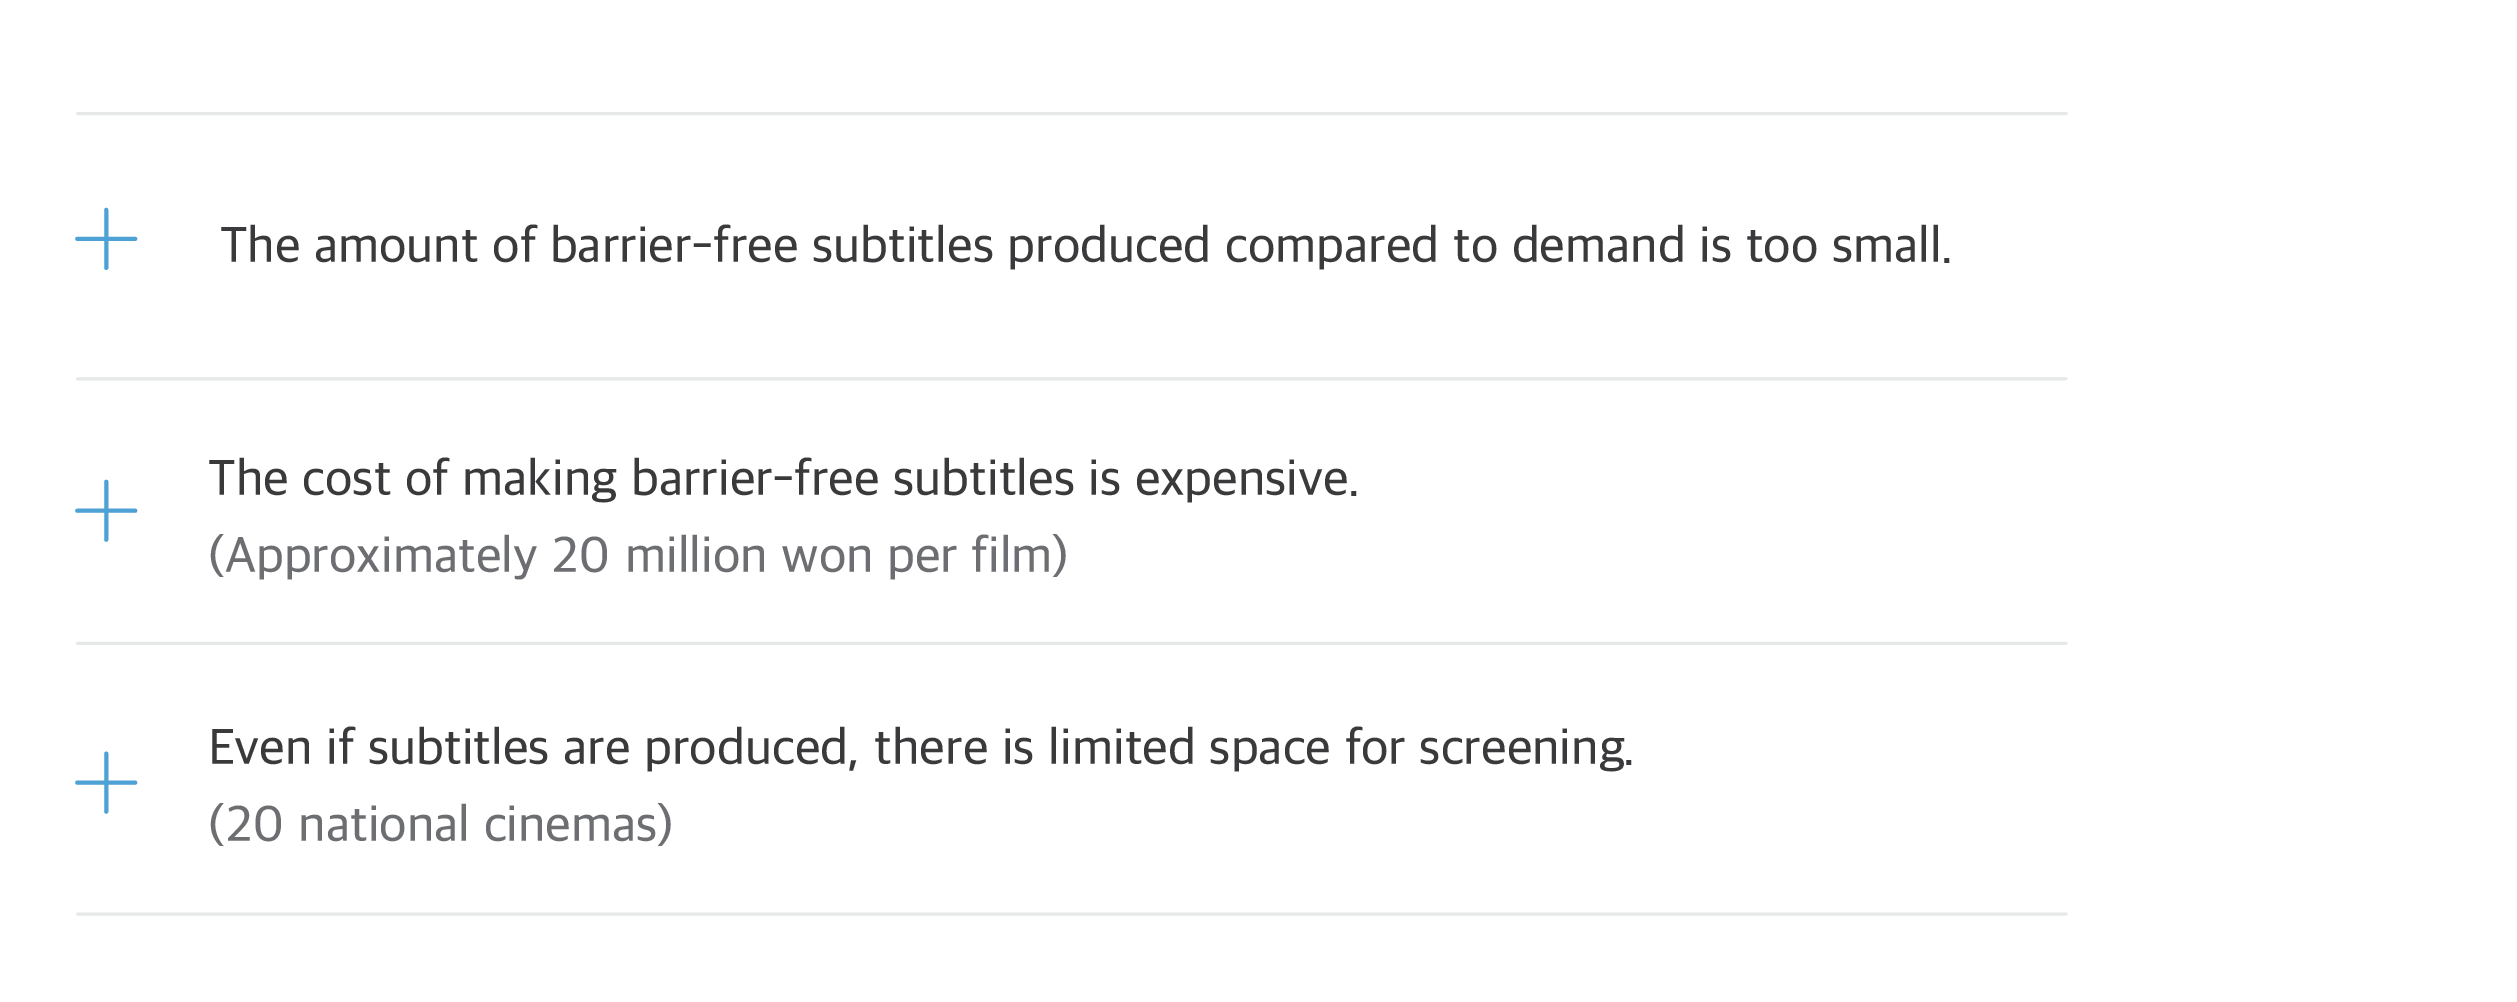 The amount of barrier-free subtitles produced compared to demand is too small.
The cost of making barrier-free subtitles is expensive.
(Approximately 20 million won per film)
Even if subtitles are produced, there is limited space for screening.
(20 national cinemas)